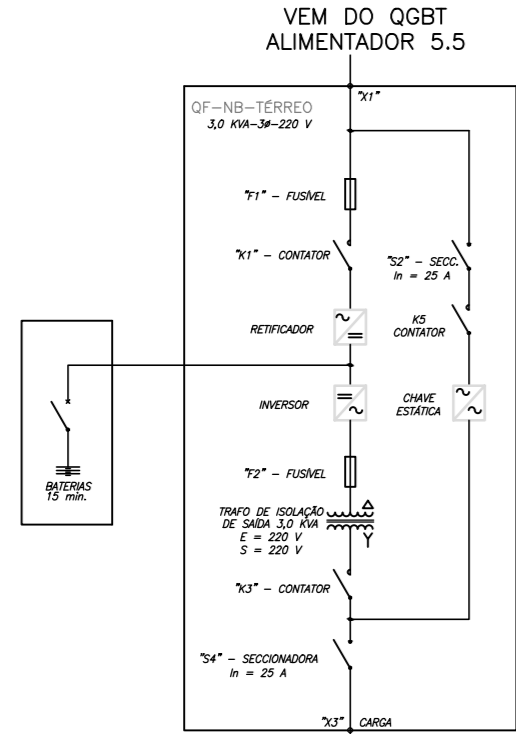 VEM DO QGBT
ALIMENTADOR 5.5
"X1"
QF-NB-TÉRREO
3,0 KVA-3ø-220 V
"F1" - FUSÍVEL
"K1" - CONTATOR
"S2" - SECC.
In = 25 A
RETIFICADOR
K5
CONTATOR
INVERSOR
CHAVE
ESTÁTICA
BATERIAS
15 min.
"F2" - FUSÍVEL
TRAFO DE ISOLAÇÃO
DE SAÍDA 3,0 KVA
E = 220 V
S = 220 V
Δ
Y
"K3" - CONTATOR
"S4" - SECCIONADORA
In = 25 A
"X3" CARGA